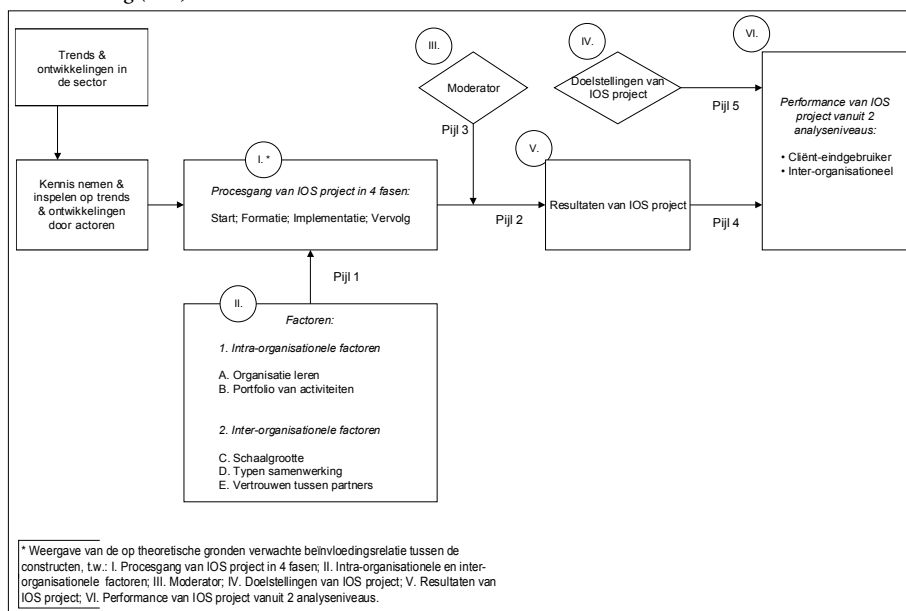 Trends &
ontwikkelingen in
de sector
Kennis nemen &
inspelen op trends
& ontwikkelingen
door actoren
I. *
Procesgang van IOS project in 4 fasen:
Start; Formatie; Implementatie; Vervolg
Pijl 1
II.
Factoren:
1. Intra-organisationele factoren
A. Organisatie leren
B. Portfolio van activiteiten
2. Inter-organisationele factoren
C. Schaalgrootte
D. Typen samenwerking
E. Vertrouwen tussen partners
III.
Moderator
Pijl 3
Pijl 2
IV.
Doelstellingen van
IOS project
Pijl 5
V.
Resultaten van IOS project
Pijl 4
VI.
Performance van IOS
project vanuit 2
analyseniveaus:
• Cliënt-eindgebruiker
• Inter-organisationeel
* Weergave van de op theoretische gronden verwachte beïnvloedingsrelatie tussen de
constructen, t.w.: I. Procesgang van IOS project in 4 fasen; II. Intra-organisationele en inter-
organisationele factoren; III. Moderator; IV. Doelstellingen van IOS project; V. Resultaten van
IOS project; VI. Performance van IOS project vanuit 2 analyseniveaus.